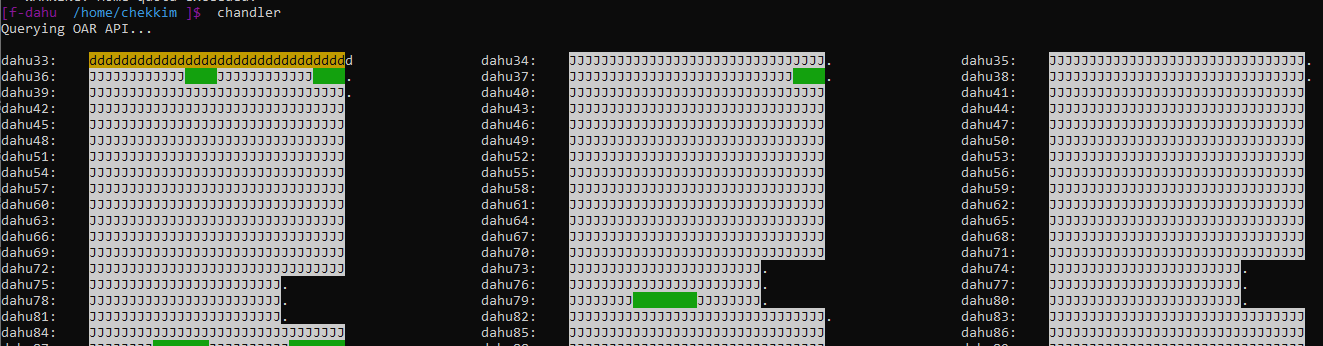 [f-dahu  /home/chekkim ]$  chandler
Querying OAR API...
dahu33: ddddddddddddddddddddddddddddddddd dahu34: JJJJJJJJJJJJJJJJJJJJJJJJJJJJJJJJ. dahu35: JJJJJJJJJJJJJJJJJJJJJJJJJJJJJJJJ.
dahu36: JJJJJJJJJJJJ    JJJJJJJJJJJJ    . dahu37: JJJJJJJJJJJJJJJJJJJJJJJJJJJJ    . dahu38: JJJJJJJJJJJJJJJJJJJJJJJJJJJJJJJJ.
dahu39: JJJJJJJJJJJJJJJJJJJJJJJJJJJJJJJJ. dahu40: JJJJJJJJJJJJJJJJJJJJJJJJJJJJJJJJ dahu41: JJJJJJJJJJJJJJJJJJJJJJJJJJJJJJJJ
dahu42: JJJJJJJJJJJJJJJJJJJJJJJJJJJJJJJJ dahu43: JJJJJJJJJJJJJJJJJJJJJJJJJJJJJJJJ dahu44: JJJJJJJJJJJJJJJJJJJJJJJJJJJJJJJJ
dahu45: JJJJJJJJJJJJJJJJJJJJJJJJJJJJJJJJ dahu46: JJJJJJJJJJJJJJJJJJJJJJJJJJJJJJJJ dahu47: JJJJJJJJJJJJJJJJJJJJJJJJJJJJJJJJ
dahu48: JJJJJJJJJJJJJJJJJJJJJJJJJJJJJJJJ dahu49: JJJJJJJJJJJJJJJJJJJJJJJJJJJJJJJJ dahu50: JJJJJJJJJJJJJJJJJJJJJJJJJJJJJJJJ
dahu51: JJJJJJJJJJJJJJJJJJJJJJJJJJJJJJJJ dahu52: JJJJJJJJJJJJJJJJJJJJJJJJJJJJJJJJ dahu53: JJJJJJJJJJJJJJJJJJJJJJJJJJJJJJJJ
dahu54: JJJJJJJJJJJJJJJJJJJJJJJJJJJJJJJJ dahu55: JJJJJJJJJJJJJJJJJJJJJJJJJJJJJJJJ dahu56: JJJJJJJJJJJJJJJJJJJJJJJJJJJJJJJJ
dahu57: JJJJJJJJJJJJJJJJJJJJJJJJJJJJJJJJ dahu58: JJJJJJJJJJJJJJJJJJJJJJJJJJJJJJJJ dahu59: JJJJJJJJJJJJJJJJJJJJJJJJJJJJJJJJ
dahu60: JJJJJJJJJJJJJJJJJJJJJJJJJJJJJJJJ dahu61: JJJJJJJJJJJJJJJJJJJJJJJJJJJJJJJJ dahu62: JJJJJJJJJJJJJJJJJJJJJJJJJJJJJJJJ
dahu63: JJJJJJJJJJJJJJJJJJJJJJJJJJJJJJJJ dahu64: JJJJJJJJJJJJJJJJJJJJJJJJJJJJJJJJ dahu65: JJJJJJJJJJJJJJJJJJJJJJJJJJJJJJJJ
dahu66: JJJJJJJJJJJJJJJJJJJJJJJJJJJJJJJJ dahu67: JJJJJJJJJJJJJJJJJJJJJJJJJJJJJJJJ dahu68: JJJJJJJJJJJJJJJJJJJJJJJJJJJJJJJJ
dahu69: JJJJJJJJJJJJJJJJJJJJJJJJJJJJJJJJ dahu70: JJJJJJJJJJJJJJJJJJJJJJJJJJJJJJJJ dahu71: JJJJJJJJJJJJJJJJJJJJJJJJJJJJJJJJ
dahu72: JJJJJJJJJJJJJJJJJJJJJJJJJJJJJJJJ dahu73: JJJJJJJJJJJJJJJJJJJJJJJJ. dahu74: JJJJJJJJJJJJJJJJJJJJJJJJ.
dahu75: JJJJJJJJJJJJJJJJJJJJJJJJ. dahu76: JJJJJJJJJJJJJJJJJJJJJJJJ. dahu77: JJJJJJJJJJJJJJJJJJJJJJJJ.
dahu78: JJJJJJJJJJJJJJJJJJJJJJJJ. dahu79: JJJJJJJJ        JJJJJJJJ. dahu80: JJJJJJJJJJJJJJJJJJJJJJJJ.
dahu81: JJJJJJJJJJJJJJJJJJJJJJJJ. dahu82: JJJJJJJJJJJJJJJJJJJJJJJJJJJJJJJJ. dahu83: JJJJJJJJJJJJJJJJJJJJJJJJJJJJJJJJ
dahu84: JJJJJJJJJJJJJJJJJJJJJJJJJJJJJJJJ dahu85: JJJJJJJJJJJJJJJJJJJJJJJJJJJJJJJJ dahu86: JJJJJJJJJJJJJJJJJJJJJJJJJJJJJJJJ